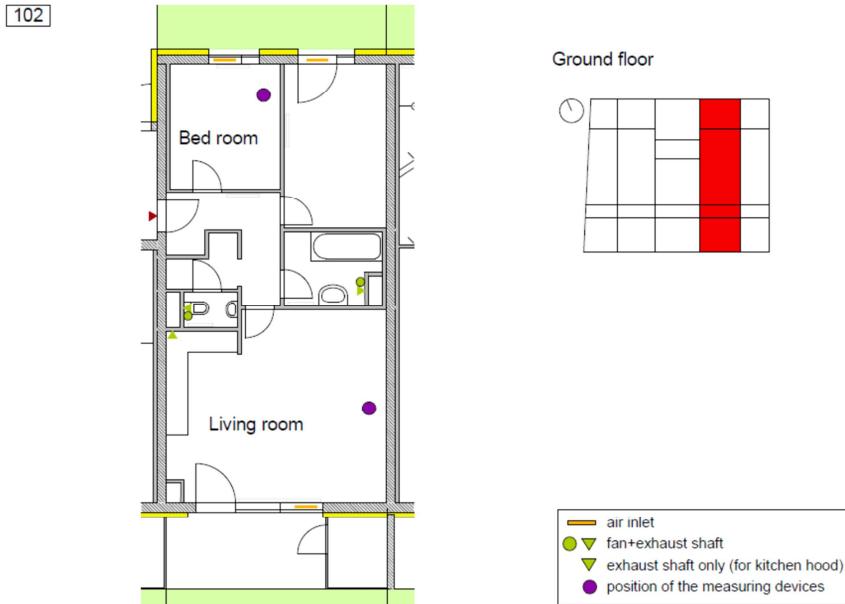 102
Ground floor
Bed room
Living room
air inlet
fan+exhaust shaft
exhaust shaft only (for kitchen hood)
position of the measuring devices